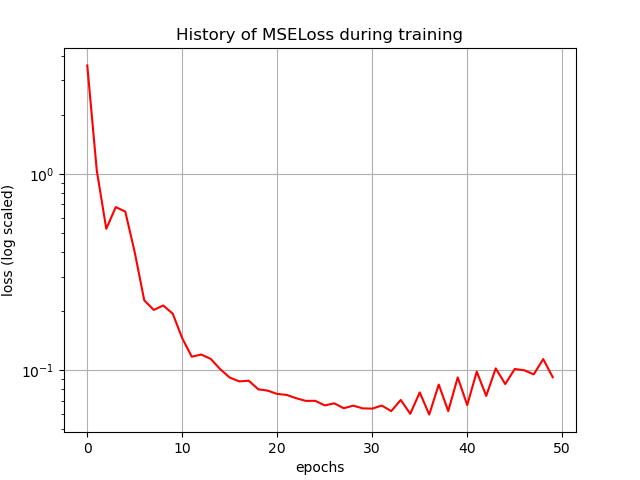 History of MSELoss during training
loss (log scaled)
10⁰
10⁻¹
0 10 20 30 40 50
epochs